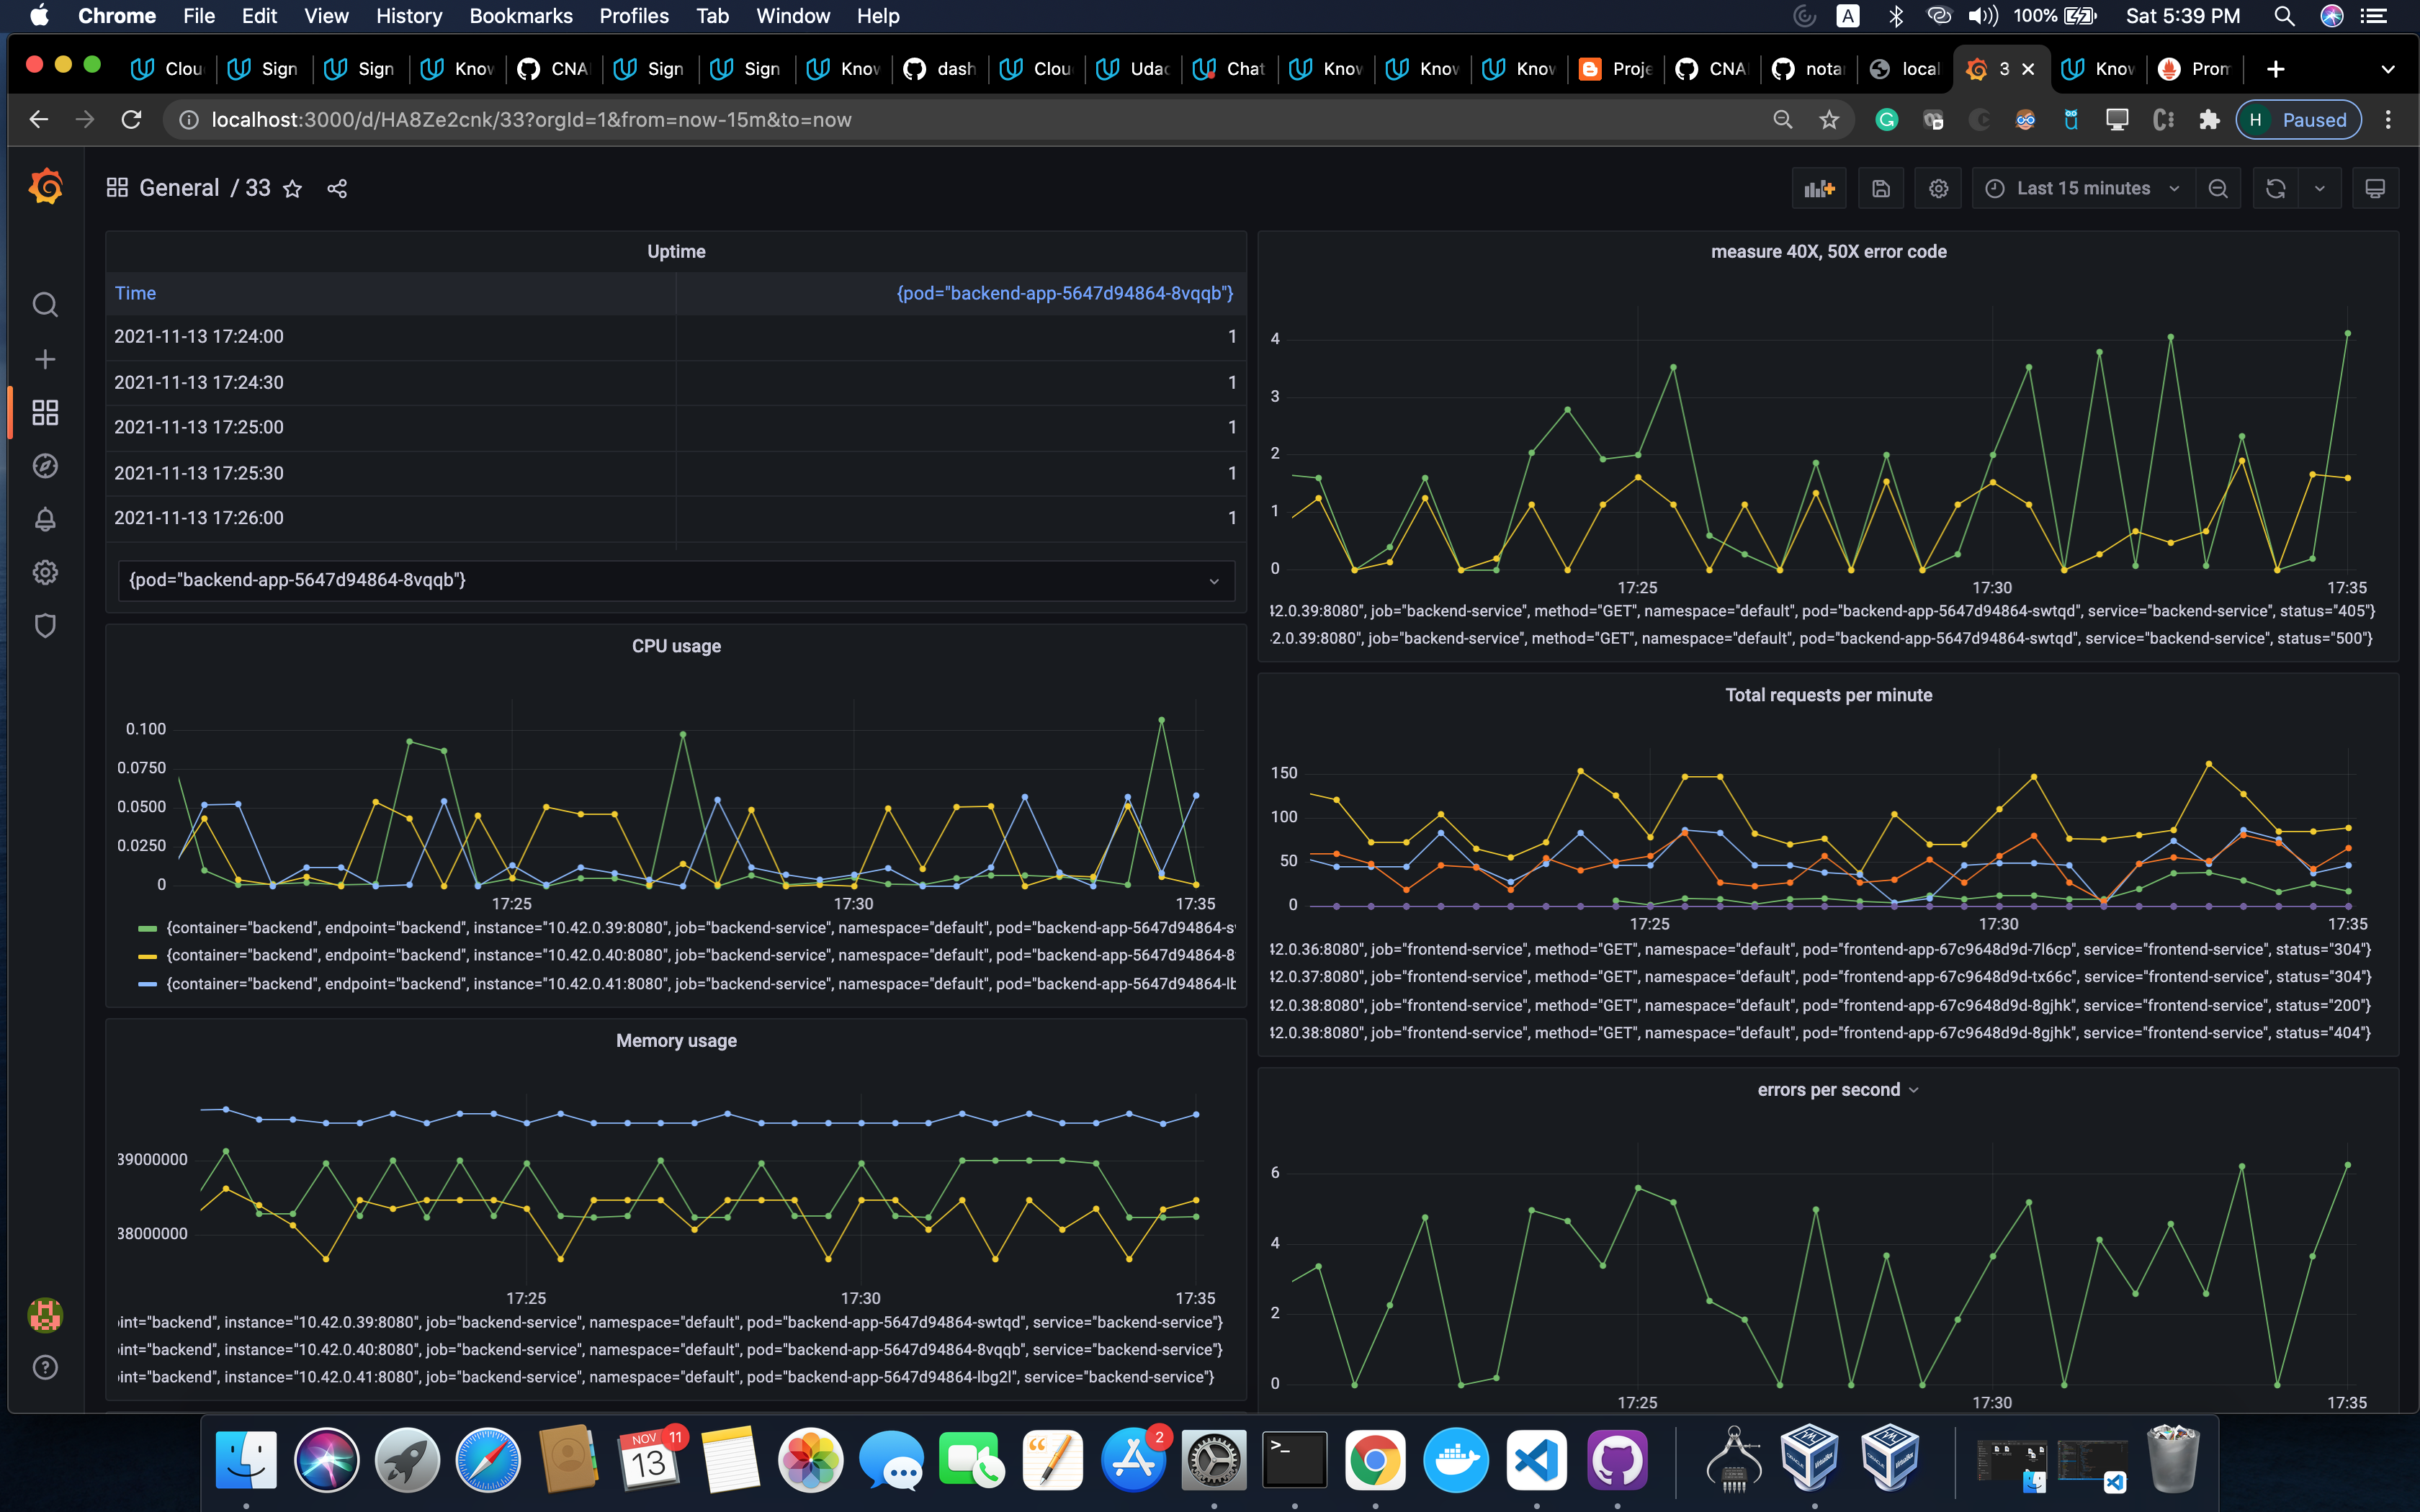 Chrome File Edit View History Bookmarks Profiles Tab Window Help
A 100% Sat 5:39 PM
Clou Sign Sign Know CNA Sign Sign Know dash Clou Udac Chat Know Know Know Proje CNA nota local 3 Know Prom
localhost:3000/d/HA8Ze2cnk/33?orgId=1&from=now-15m&to=now
H Paused
General / 33
Last 15 minutes
Uptime
Time {pod="backend-app-5647d94864-8vqqb"}
2021-11-13 17:24:00 1
2021-11-13 17:24:30 1
2021-11-13 17:25:00 1
2021-11-13 17:25:30 1
2021-11-13 17:26:00 1
{pod="backend-app-5647d94864-8vqqb"}
CPU usage
0.100
0.0750
0.0500
0.0250
0
17:25 17:30 17:35
{container="backend", endpoint="backend", instance="10.42.0.39:8080", job="backend-service", namespace="default", pod="backend-app-5647d94864-s
{container="backend", endpoint="backend", instance="10.42.0.40:8080", job="backend-service", namespace="default", pod="backend-app-5647d94864-8
{container="backend", endpoint="backend", instance="10.42.0.41:8080", job="backend-service", namespace="default", pod="backend-app-5647d94864-lb
Memory usage
39000000
38000000
17:25 17:30 17:35
int="backend", instance="10.42.0.39:8080", job="backend-service", namespace="default", pod="backend-app-5647d94864-swtqd", service="backend-service"}
int="backend", instance="10.42.0.40:8080", job="backend-service", namespace="default", pod="backend-app-5647d94864-8vqqb", service="backend-service"}
int="backend", instance="10.42.0.41:8080", job="backend-service", namespace="default", pod="backend-app-5647d94864-lbg2l", service="backend-service"}
measure 40X, 50X error code
4
3
2
1
0
17:25 17:30 17:35
2.0.39:8080", job="backend-service", method="GET", namespace="default", pod="backend-app-5647d94864-swtqd", service="backend-service", status="405"}
2.0.39:8080", job="backend-service", method="GET", namespace="default", pod="backend-app-5647d94864-swtqd", service="backend-service", status="500"}
Total requests per minute
150
100
50
0
17:25 17:30 17:35
2.0.36:8080", job="frontend-service", method="GET", namespace="default", pod="frontend-app-67c9648d9d-7l6cp", service="frontend-service", status="304"}
2.0.37:8080", job="frontend-service", method="GET", namespace="default", pod="frontend-app-67c9648d9d-tx66c", service="frontend-service", status="304"}
2.0.38:8080", job="frontend-service", method="GET", namespace="default", pod="frontend-app-67c9648d9d-8gjhk", service="frontend-service", status="200"}
2.0.38:8080", job="frontend-service", method="GET", namespace="default", pod="frontend-app-67c9648d9d-8gjhk", service="frontend-service", status="404"}
errors per second
6
4
2
0
17:25 17:30 17:35
NOV 13 11
2